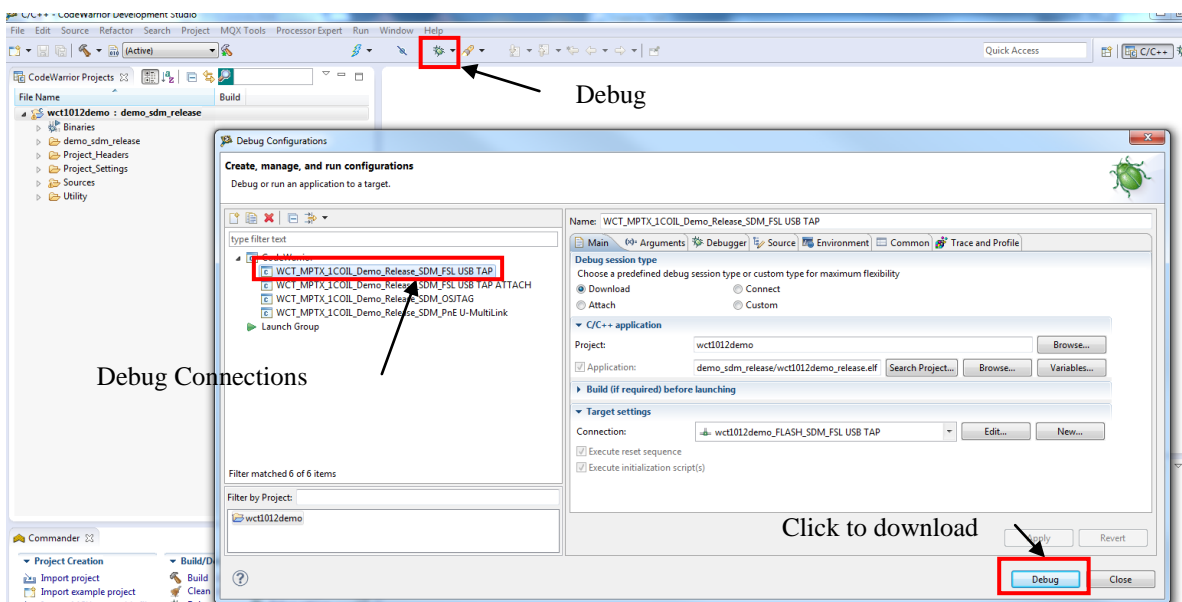 C/C++ - CodeWarrior Development Studio
File Edit Source Refactor Search Project MQX Tools ProcessorExpert Run Window Help
(Active)
Quick Access
C/C++
Debug
CodeWarrior Projects
File Name Build
wct1012demo : demo_sdm_release
Binaries
demo_sdm_release
Project_Headers
Project_Settings
Sources
Utility
Debug Configurations
Create, manage, and run configurations
Debug or run an application to a target.
type filter text
CodeWarrior
WCT_MPTX_1COIL_Demo_Release_SDM_FSL USB TAP
WCT_MPTX_1COIL_Demo_Release_SDM_FSL USB TAP ATTACH
WCT_MPTX_1COIL_Demo_Release_SDM_OSJTAG
WCT_MPTX_1COIL_Demo_Release_SDM_PnE U-MultiLink
Launch Group
Debug Connections
Filter matched 6 of 6 items
Filter by Project:
wct1012demo
Name: WCT_MPTX_1COIL_Demo_Release_SDM_FSL USB TAP
Main Arguments Debugger Source Environment Common Trace and Profile
Debug session type
Choose a predefined debug session type or custom type for maximum flexibility
Download Connect
Attach Custom
C/C++ application
Project: wct1012demo Browse...
Application: demo_sdm_release/wct1012demo_release.elf Search Project... Browse... Variables...
Build (if required) before launching
Target settings
Connection: wct1012demo_FLASH_SDM_FSL USB TAP Edit... New...
Execute reset sequence
Execute initialization script(s)
Click to download
Apply Revert
Debug Close
Commander
Project Creation Build/D
Import project Build
Import example project Clean